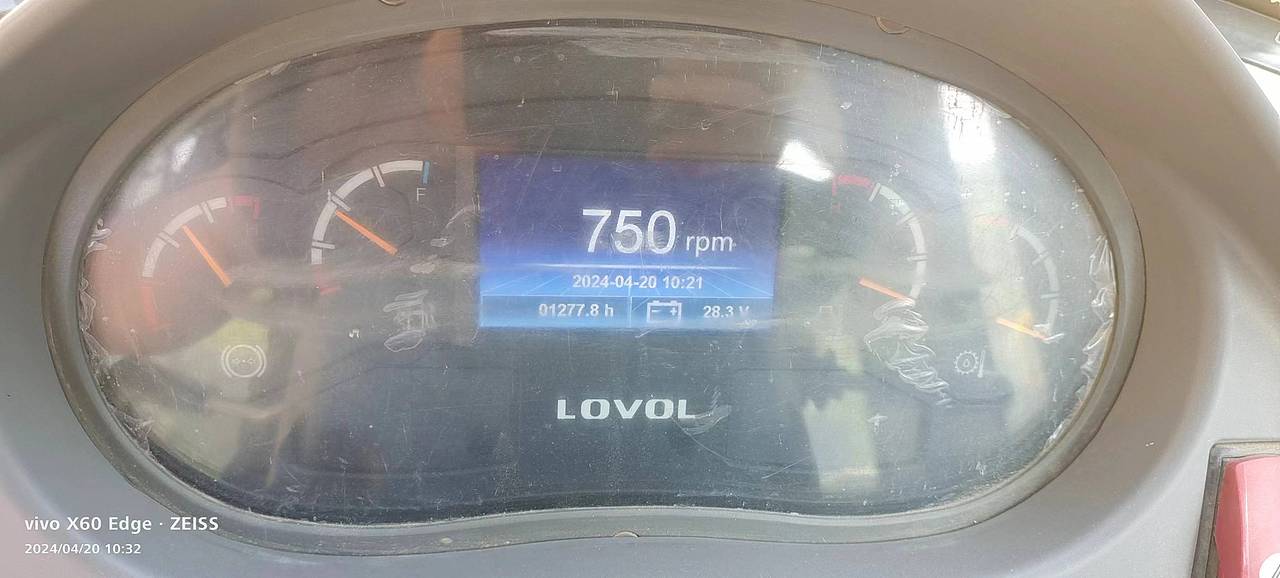 F
750 rpm
2024-04-20 10:21
01277.8 h
28.3 V
LOVOL
vivo X60 Edge · ZEISS
2024/04/20 10:32